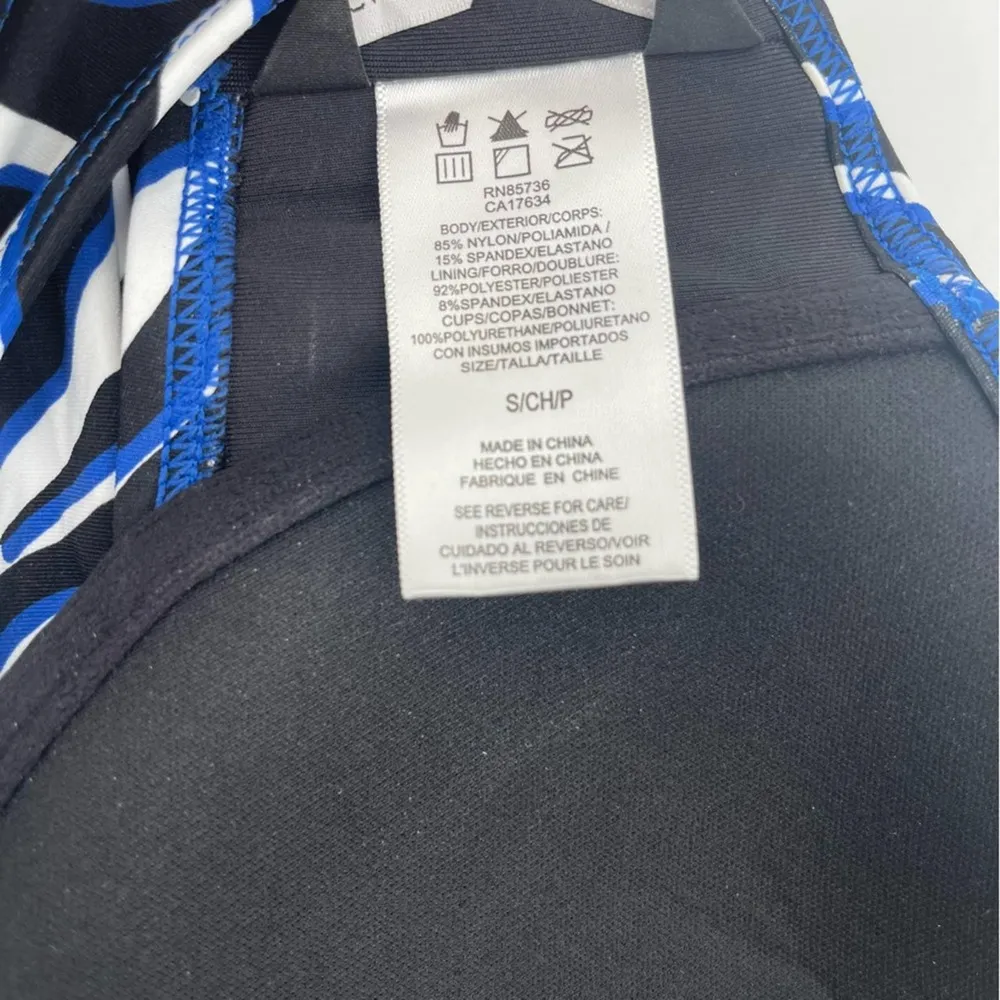 RN85736
CA17634
BODY/EXTERIOR/CORPS:
85% NYLON/POLIAMIDA /
15% SPANDEX/ELASTANO
LINING/FORRO/DOUBLURE:
92%POLYESTER/POLIESTER
8%SPANDEX/ELASTANO
CUPS/COPAS/BONNET:
100%POLYURETHANE/POLIURETANO
CON INSUMOS IMPORTADOS
SIZE/TALLA/TAILLE
S/CH/P
MADE IN CHINA
HECHO EN CHINA
FABRIQUE EN CHINE
SEE REVERSE FOR CARE/
INSTRUCCIONES DE
CUIDADO AL REVERSO/VOIR
L'INVERSE POUR LE SOIN